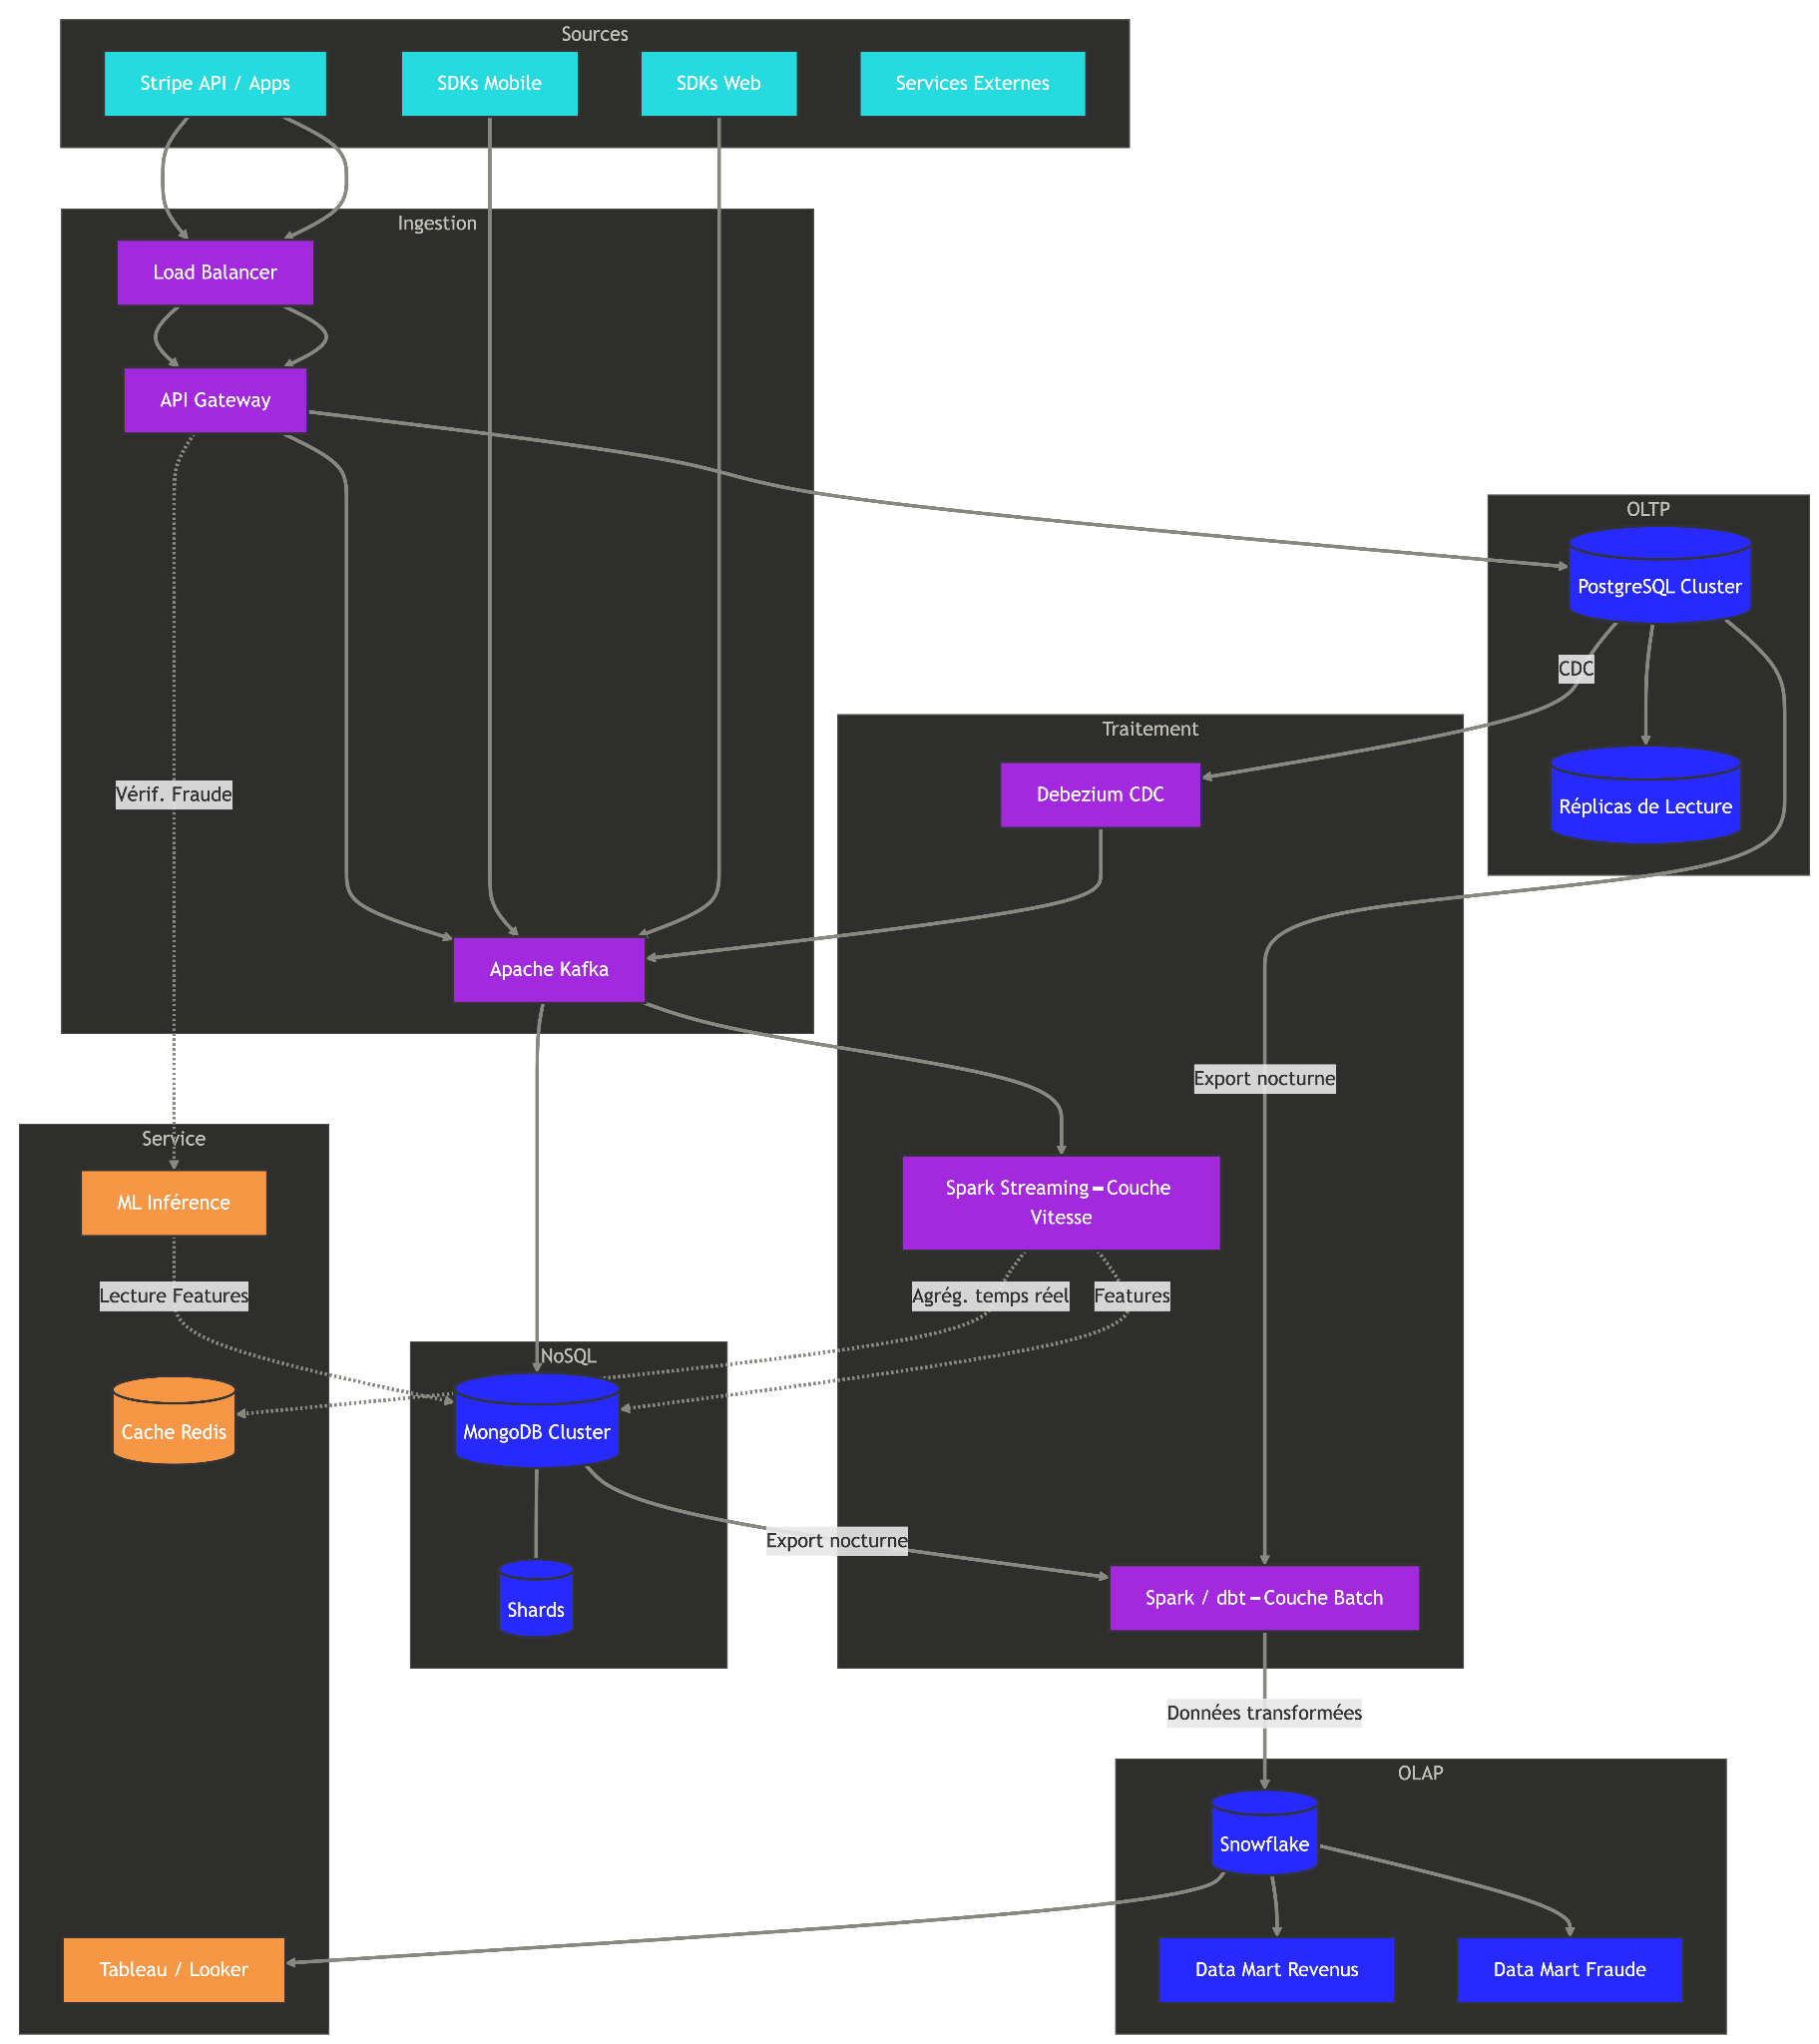 Sources
Stripe API / Apps
SDKs Mobile
SDKs Web
Services Externes
Ingestion
Load Balancer
API Gateway
OLTP
PostgreSQL Cluster
CDC
Traitement
Debezium CDC
Vérif. Fraude
Réplicas de Lecture
Apache Kafka
Export nocturne
Service
ML Inférence
Spark Streaming – Couche
Vitesse
Lecture Features
Agrég. temps réel
Features
NoSQL
Cache Redis
MongoDB Cluster
Export nocturne
Shards
Spark / dbt – Couche Batch
Données transformées
OLAP
Snowflake
Tableau / Looker
Data Mart Revenus
Data Mart Fraude